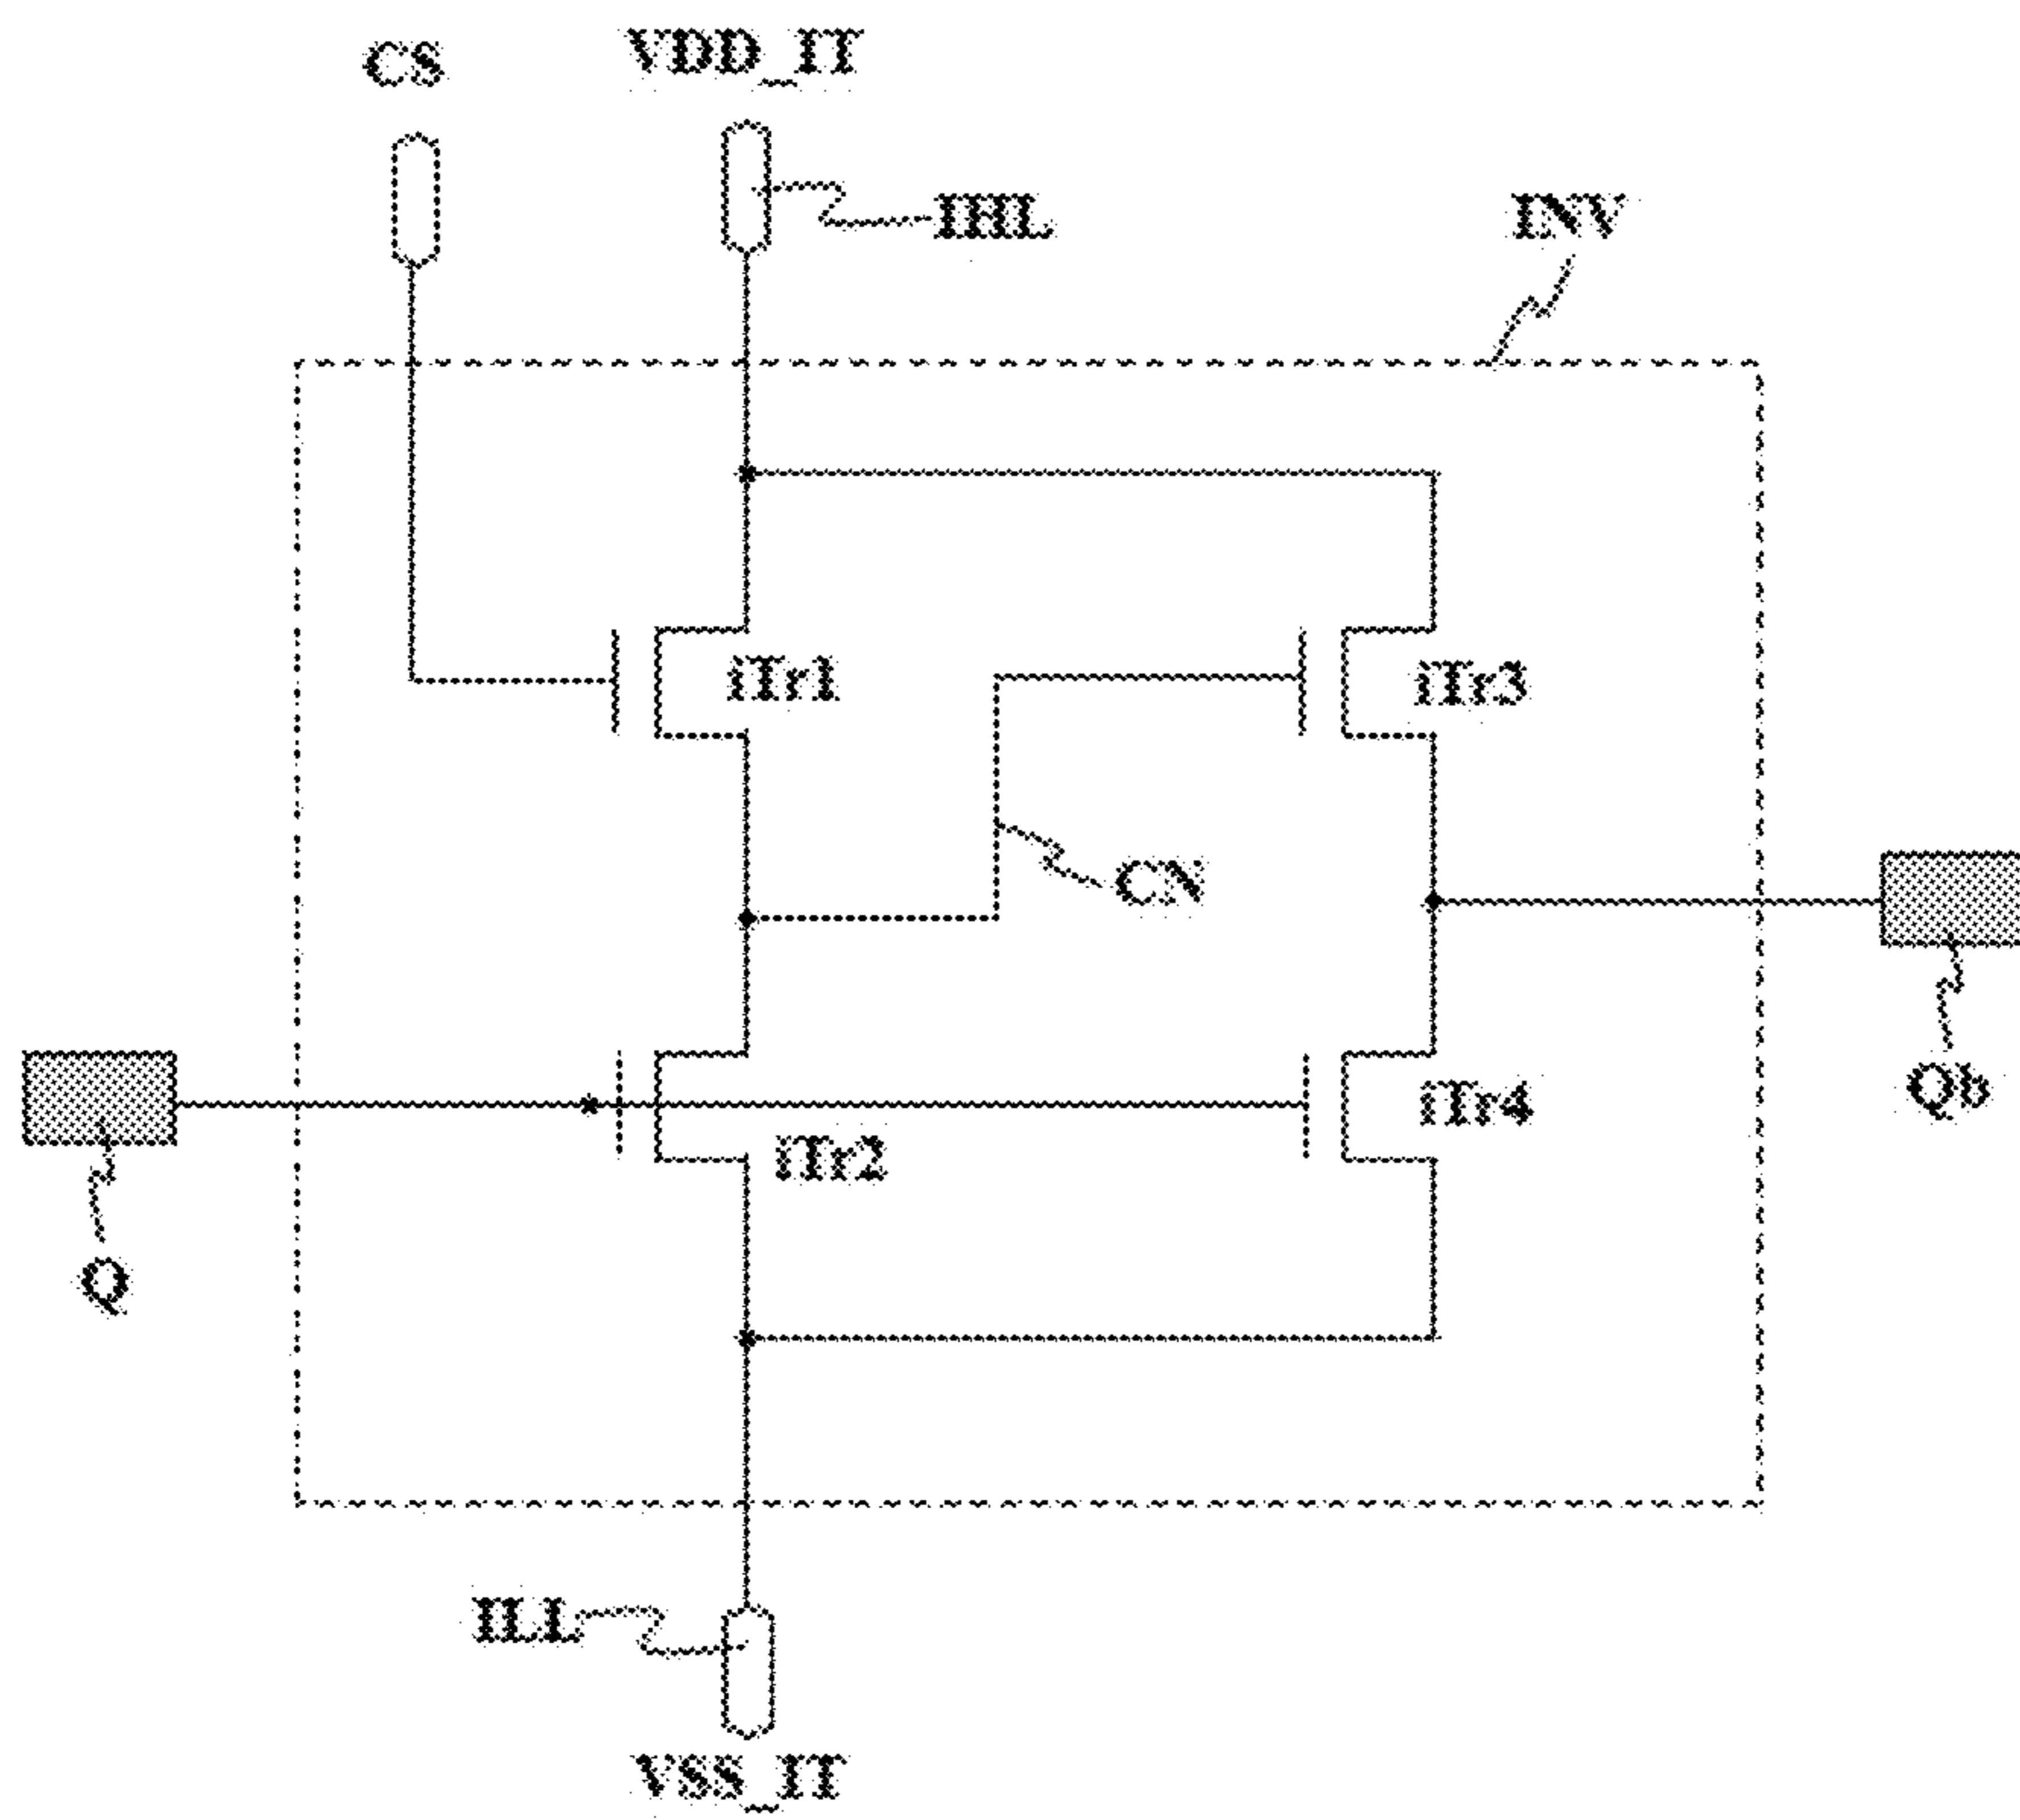 CS
VDD_IT
IHL
INV
iTr1
iTr3
CN
Qb
iTr4
iTr2
Q
ILL
VSS_IT